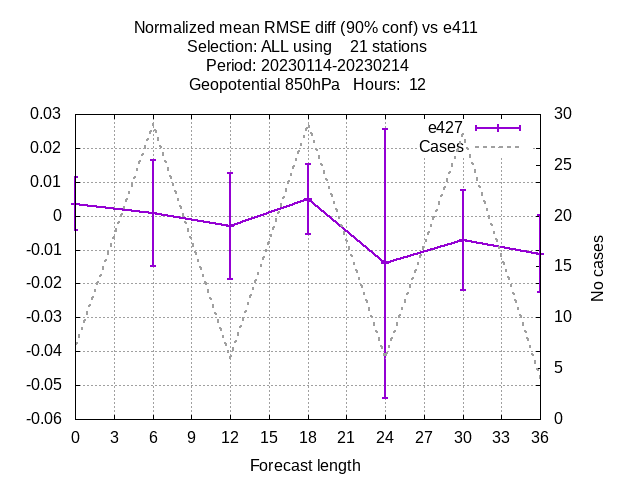 Normalized mean RMSE diff (90% conf) vs e411
Selection: ALL using    21 stations
Period: 20230114-20230214
Geopotential 850hPa   Hours:  12
e427
Cases
0.03
0.02
0.01
0
-0.01
-0.02
-0.03
-0.04
-0.05
-0.06
30
25
20
15
10
5
0
No cases
0 3 6 9 12 15 18 21 24 27 30 33 36
Forecast length